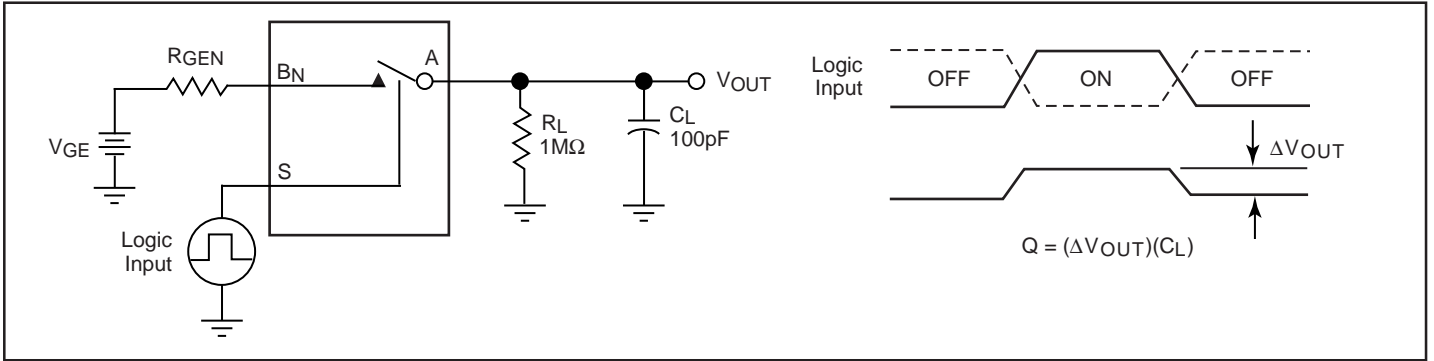 RGEN
BN
A
VOUT
VGE
RL
1MΩ
CL
100pF
S
Logic
Input
Logic
Input
OFF
ON
OFF
ΔVOUT
Q = (ΔVOUT)(CL)